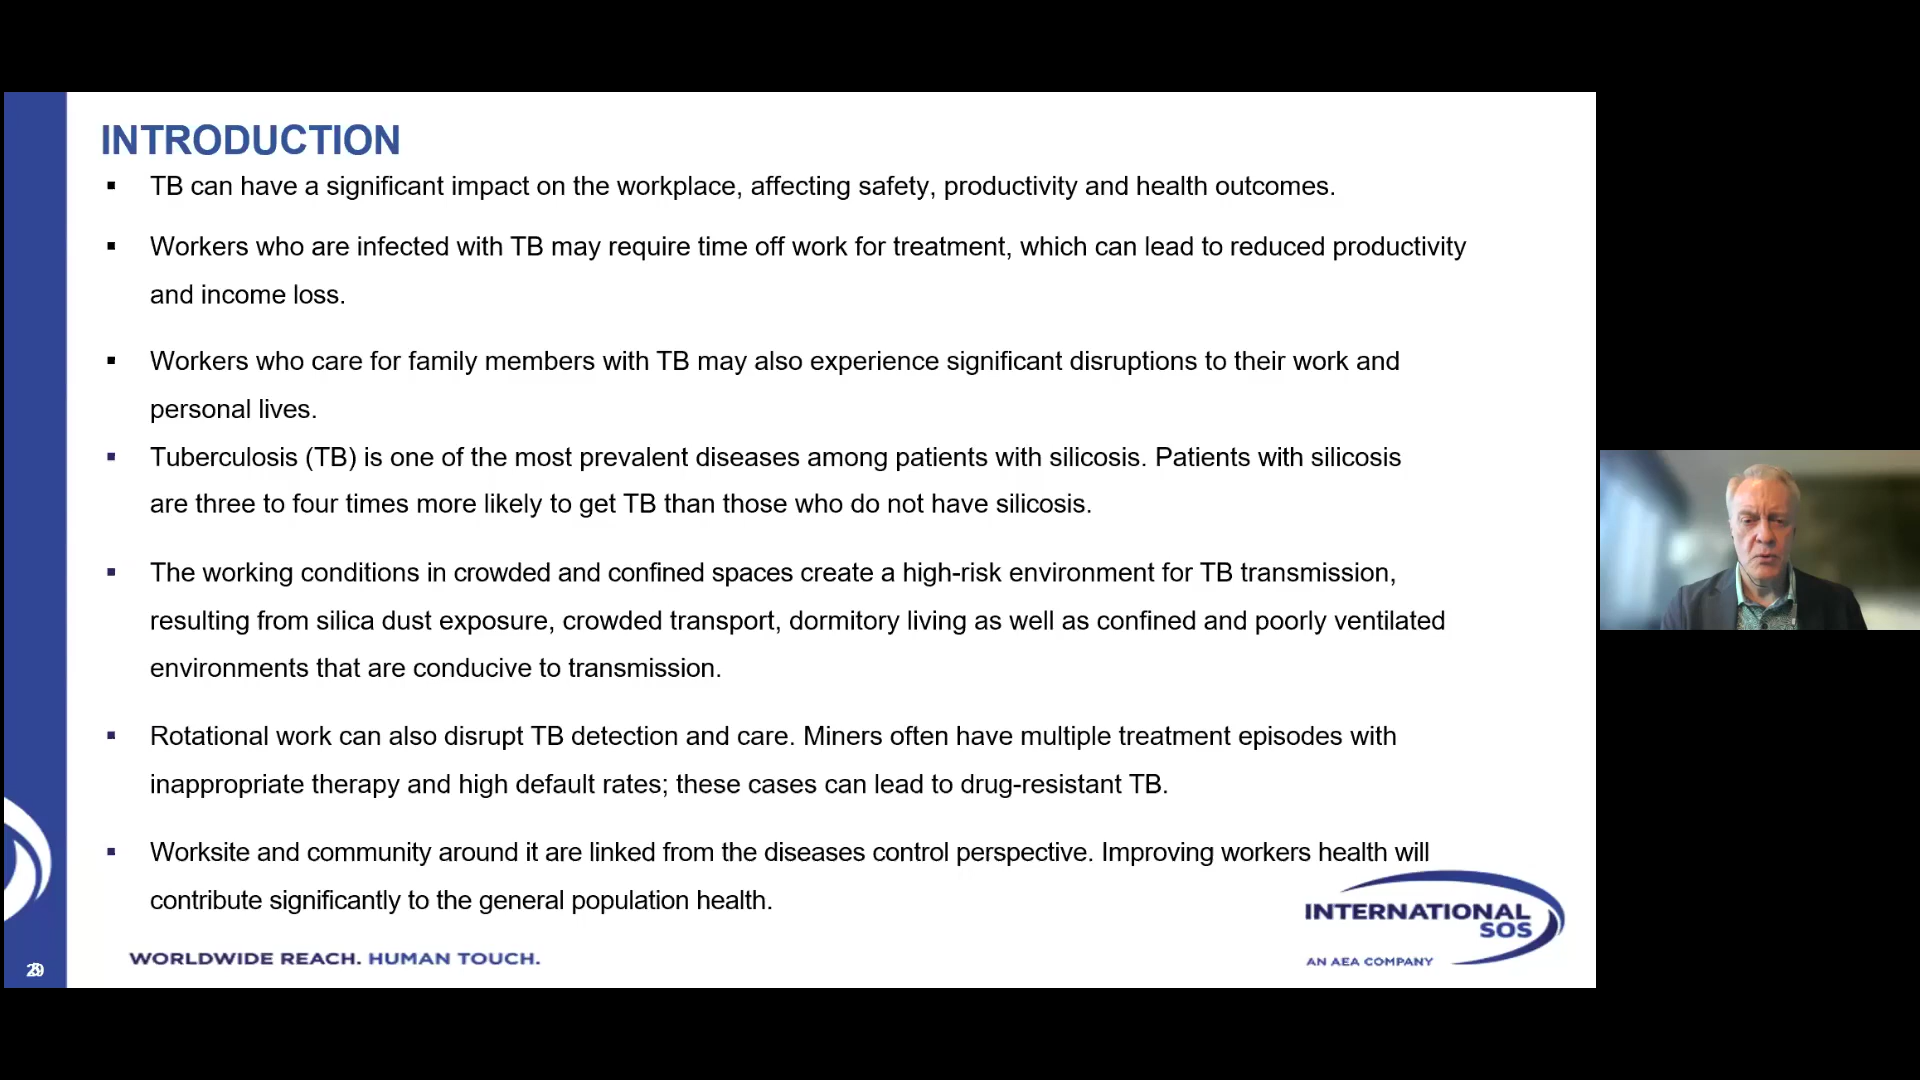 INTRODUCTION
▪ TB can have a significant impact on the workplace, affecting safety, productivity and health outcomes.
▪ Workers who are infected with TB may require time off work for treatment, which can lead to reduced productivity
and income loss.
▪ Workers who care for family members with TB may also experience significant disruptions to their work and
personal lives.
▪ Tuberculosis (TB) is one of the most prevalent diseases among patients with silicosis. Patients with silicosis
are three to four times more likely to get TB than those who do not have silicosis.
▪ The working conditions in crowded and confined spaces create a high-risk environment for TB transmission,
resulting from silica dust exposure, crowded transport, dormitory living as well as confined and poorly ventilated
environments that are conducive to transmission.
▪ Rotational work can also disrupt TB detection and care. Miners often have multiple treatment episodes with
inappropriate therapy and high default rates; these cases can lead to drug-resistant TB.
▪ Worksite and community around it are linked from the diseases control perspective. Improving workers health will
contribute significantly to the general population health.
INTERNATIONAL
SOS
AN AEA COMPANY
WORLDWIDE REACH. HUMAN TOUCH.